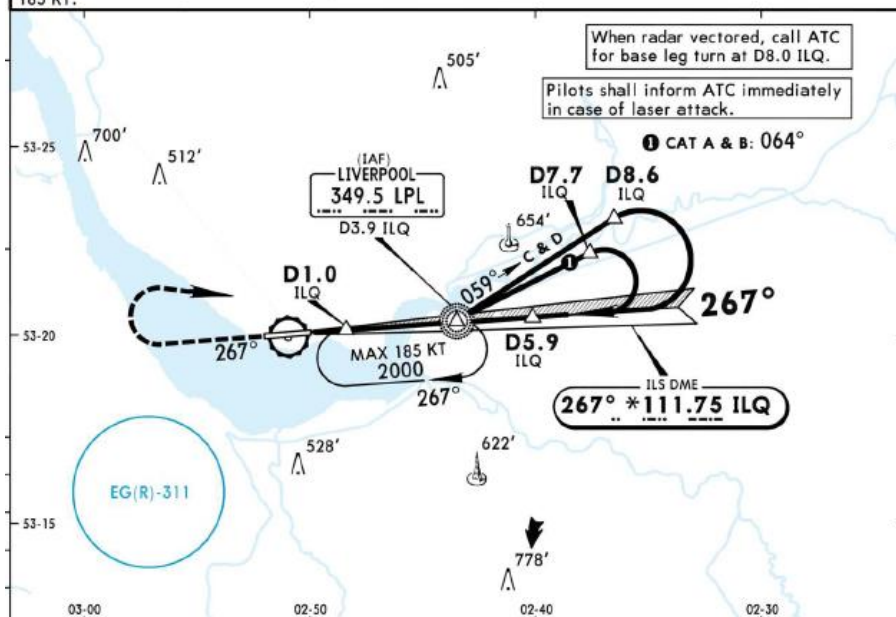 185 KT.
When radar vectored, call ATC
for base leg turn at D8.0 ILQ.
Pilots shall inform ATC immediately
in case of laser attack.
1 CAT A & B: 064°
505'
53-25
700'
512'
(IAF)
LIVERPOOL
349.5 LPL
D3.9 ILQ
D7.7
ILQ
D8.6
ILQ
654'
059° C & D
1
D1.0
ILQ
267°
53-20
267°
MAX 185 KT
2000
267°
D5.9
ILQ
ILS DME
267° *111.75 ILQ
528'
622'
EG(R)-311
53-15
778'
03-00
02-50
02-40
02-30